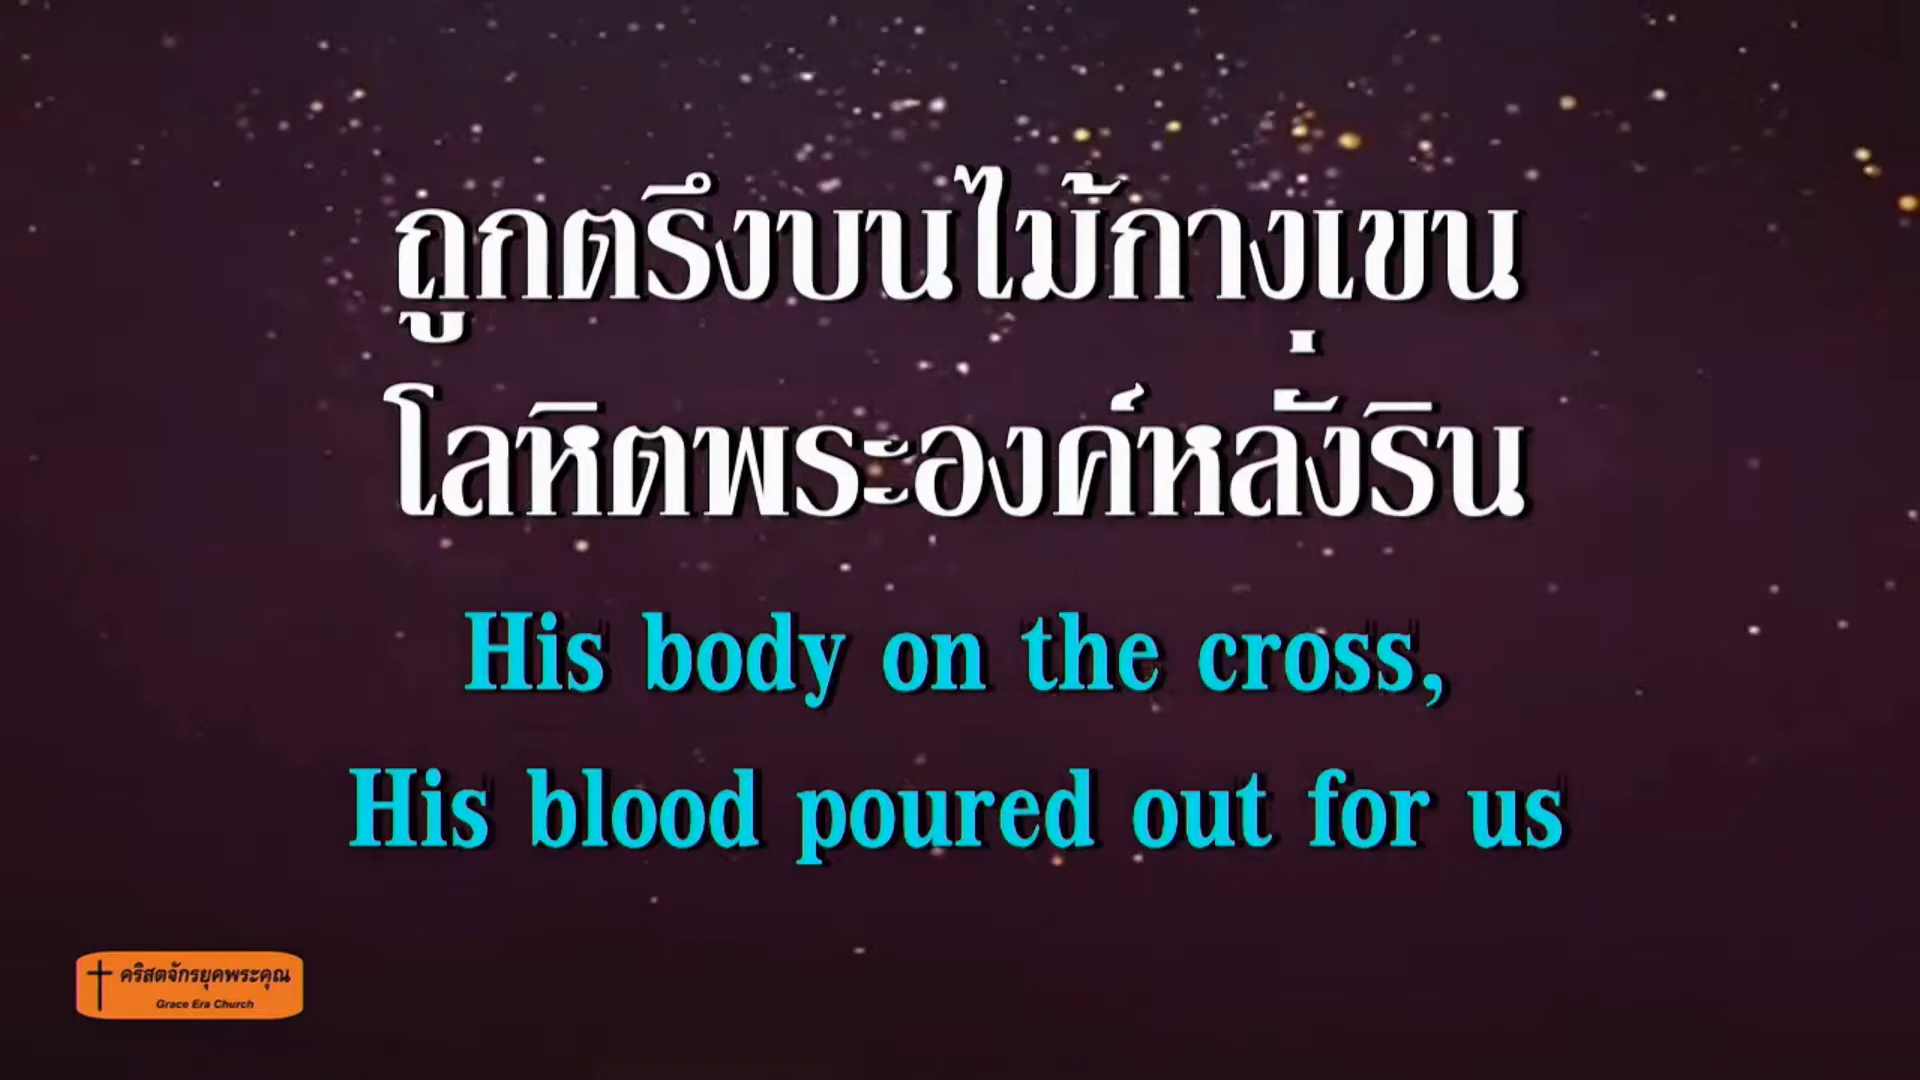 ถูกตรึงบนไม้กางเขน
โลหิตพระองค์หลั่งริน
His body on the cross,
His blood poured out for us
คริสตจักรยุคพระคุณ
Grace Era Church